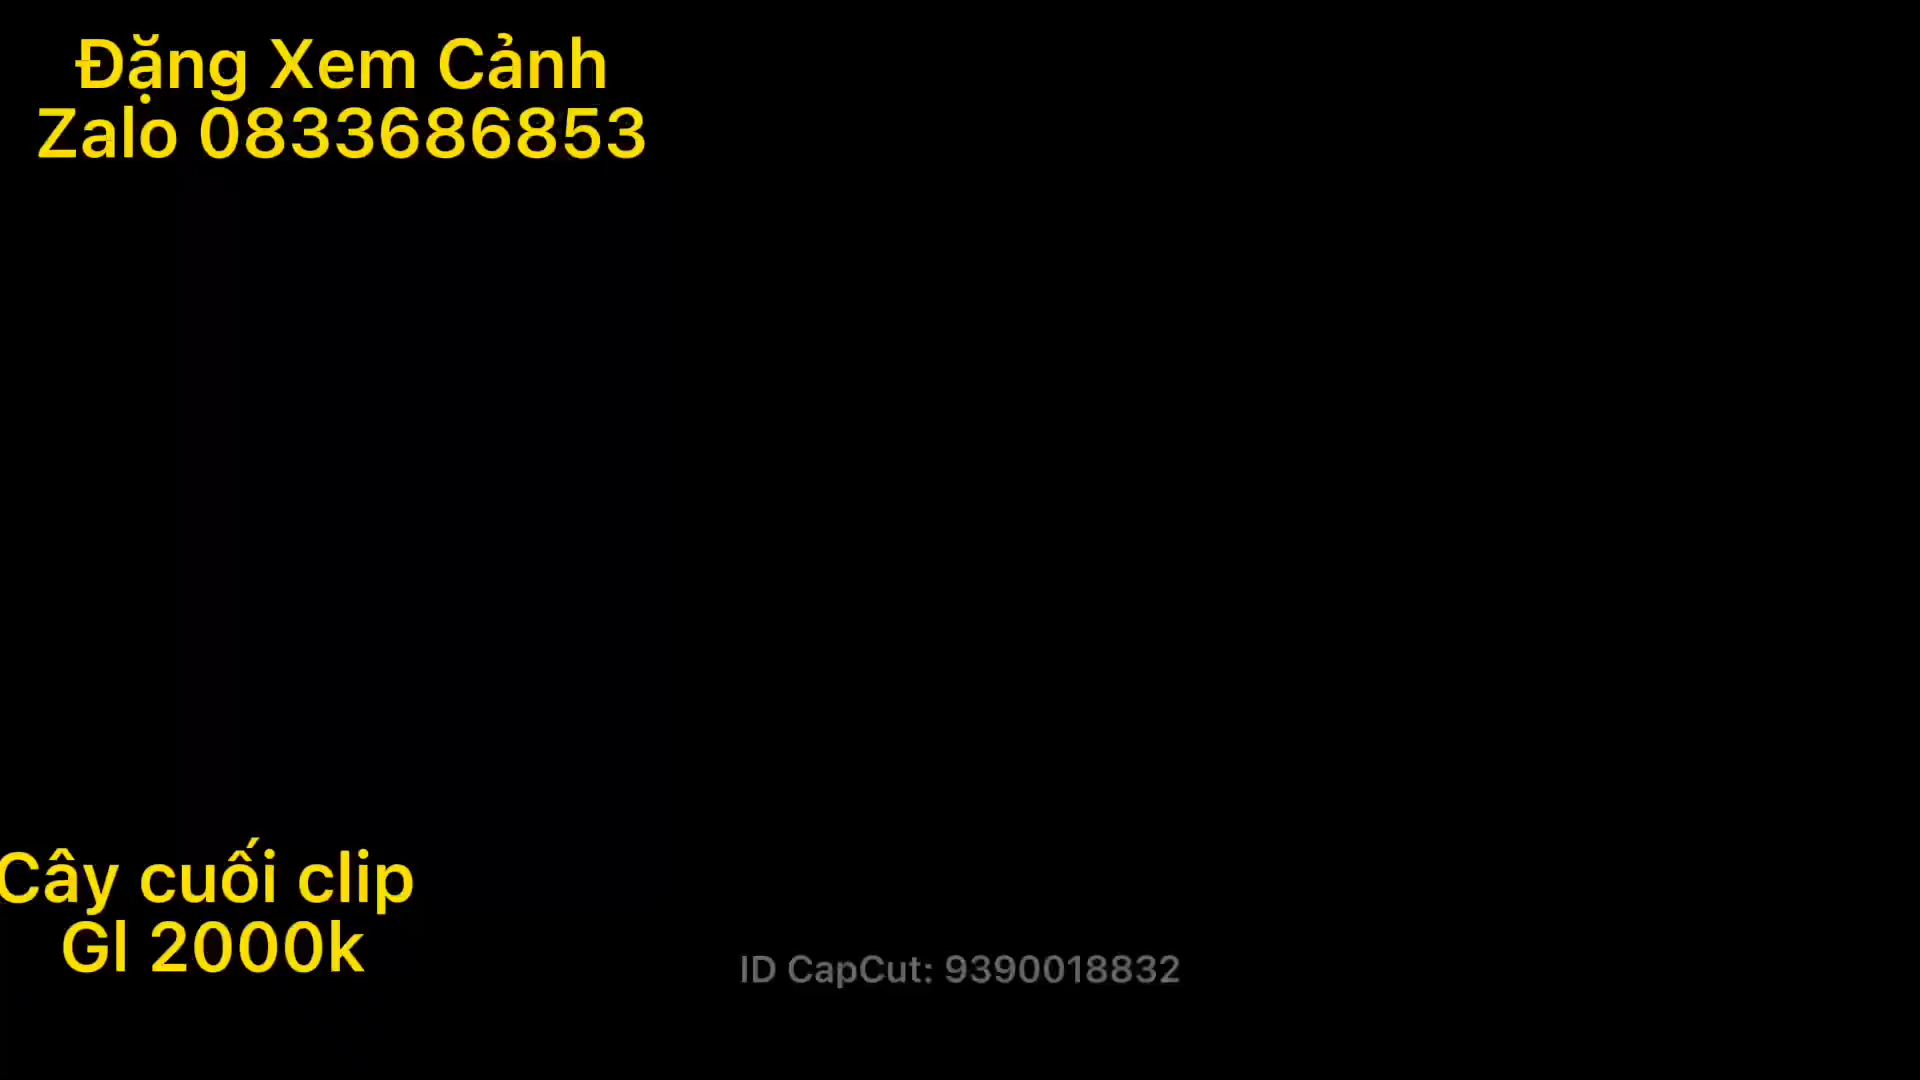 Đặng Xem Cảnh
Zalo 0833686853
Cây cuối clip
Gl 2000k
ID CapCut: 9390018832